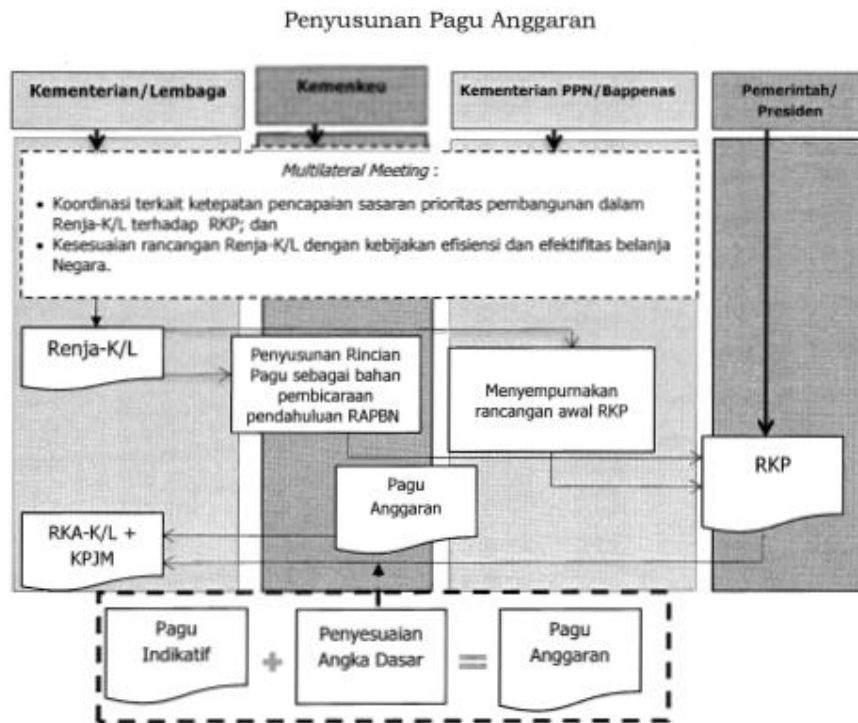 Penyusunan Pagu Anggaran
Kementerian/Lembaga
Kemenkeu
Kementerian PPN/Bappenas
Pemerintah/
Presiden
Multilateral Meeting :
• Koordinasi terkait ketepatan pencapaian sasaran prioritas pembangunan dalam
Renja-K/L terhadap RKP; dan
• Kesesuaian rancangan Renja-K/L dengan kebijakan efisiensi dan efektifitas belanja
Negara.
Renja-K/L
Penyusunan Rincian
Pagu sebagai bahan
pembicaraan
pendahuluan RAPBN
Menyempurnakan
rancangan awal RKP
RKP
Pagu
Anggaran
RKA-K/L +
KPJM
Pagu
Indikatif
+
Penyesuaian
Angka Dasar
=
Pagu
Anggaran